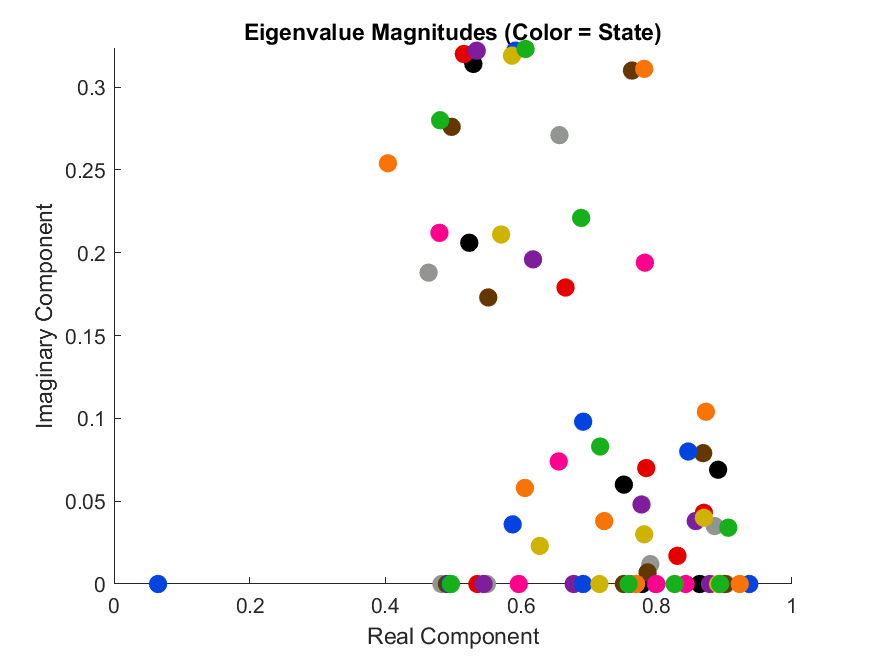 Eigenvalue Magnitudes (Color = State)
0.3
0.25
0.2
0.15
0.1
0.05
0
Imaginary Component
0 0.2 0.4 0.6 0.8 1
Real Component